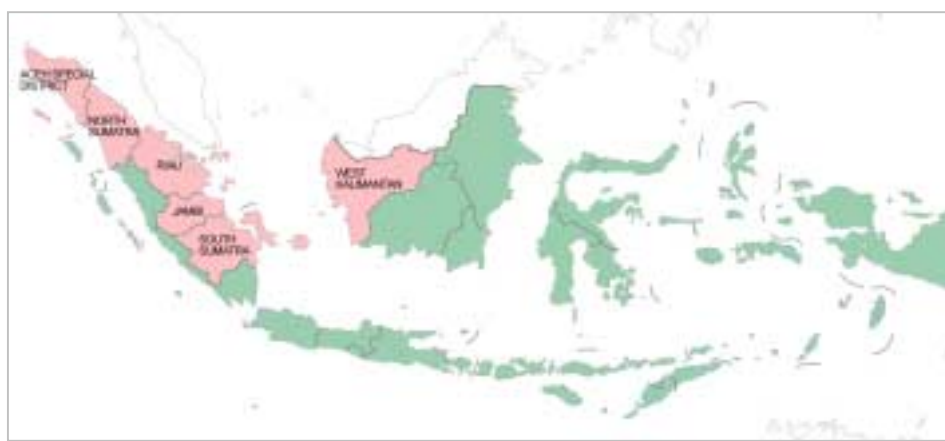 ACEH SPECIAL
DISTRICT
NORTH
SUMATRA
RIAU
WEST
KALIMANTAN
JAMBI
SOUTH
SUMATRA